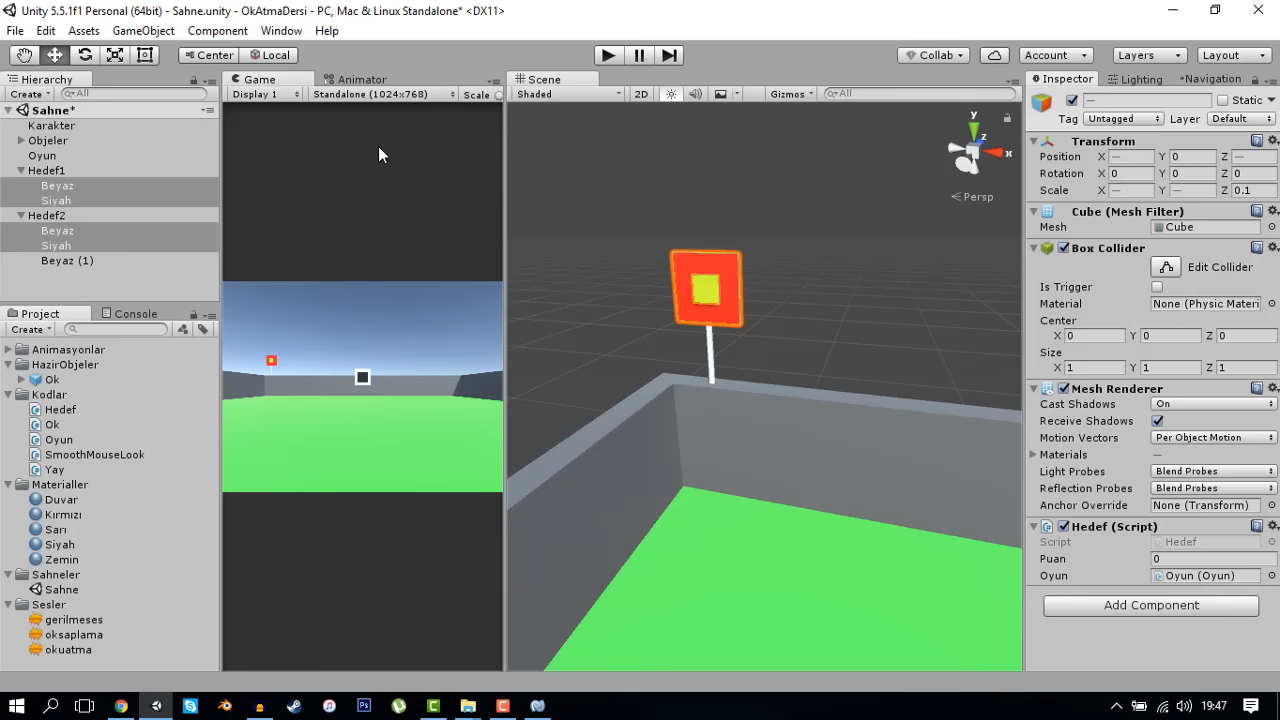 Unity 5.5.1f1 Personal (64bit) - Sahne.unity - OkAtmaDersi - PC, Mac & Linux Standalone* <DX11>
File Edit Assets GameObject Component Window Help
Center Local Collab Account Layers Layout
Hierarchy
Create All
Sahne*
Karakter
Objeler
Oyun
Hedef1
Beyaz
Siyah
Hedef2
Beyaz
Siyah
Beyaz (1)
Project Console
Create
Animasyonlar
HazirObjeler
Ok
Kodlar
Hedef
Ok
Oyun
SmoothMouseLook
Yay
Materialler
Duvar
Kırmızı
Sarı
Siyah
Zemin
Sahneler
Sahne
Sesler
gerilmeses
oksaplama
okuatma
Game Animator
Display 1 Standalone (1024x768) Scale
Scene
Shaded 2D Gizmos All
y
z
x
Persp
Inspector Lighting Navigation
— Static
Tag Untagged Layer Default
Transform
Position X — Y 0 Z —
Rotation X 0 Y 0 Z 0
Scale X — Y — Z 0.1
Cube (Mesh Filter)
Mesh Cube
Box Collider
Edit Collider
Is Trigger
Material None (Physic Materi
Center
X 0 Y 0 Z 0
Size
X 1 Y 1 Z 1
Mesh Renderer
Cast Shadows On
Receive Shadows
Motion Vectors Per Object Motion
Materials —
Light Probes Blend Probes
Reflection Probes Blend Probes
Anchor Override None (Transform)
Hedef (Script)
Script Hedef
Puan 0
Oyun Oyun (Oyun)
Add Component
19:47